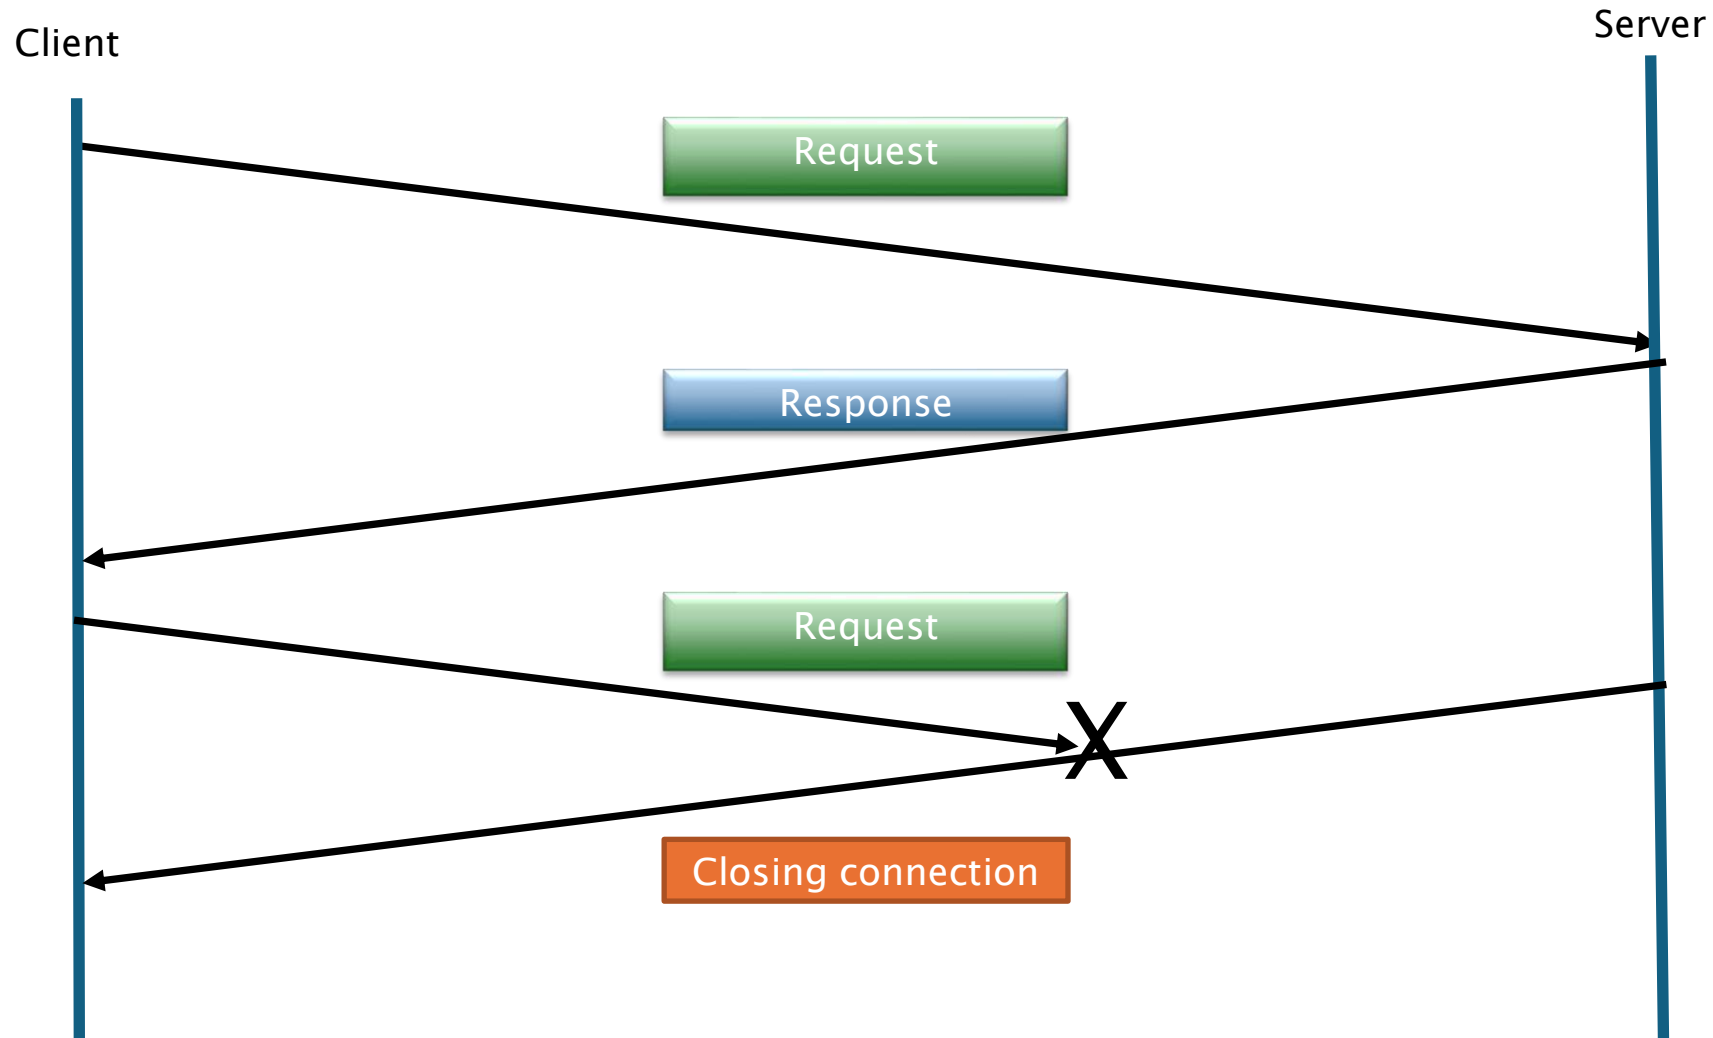 Client
Server
Request
Response
Request
X
Closing connection